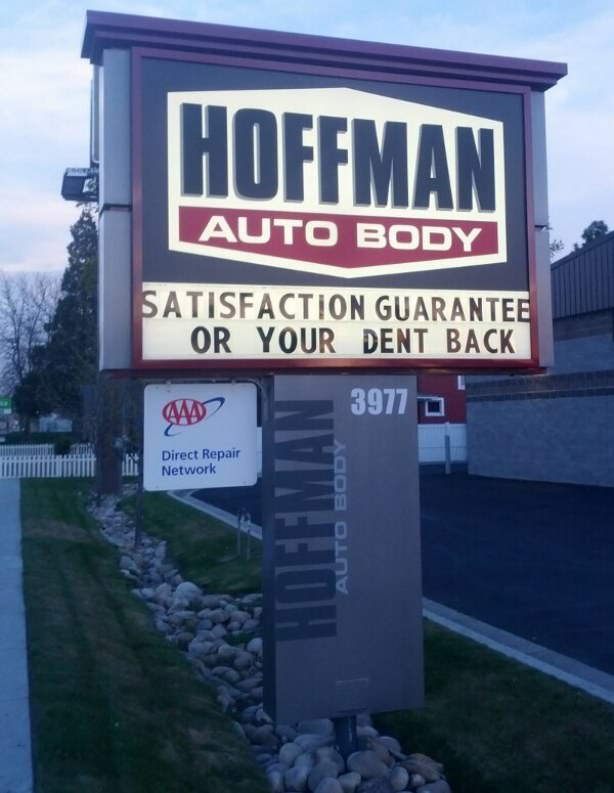 HOFFMAN
AUTO BODY
SATISFACTION GUARANTEE
OR YOUR DENT BACK
AAA
Direct Repair
Network
3977
HOFFMAN
AUTO BODY